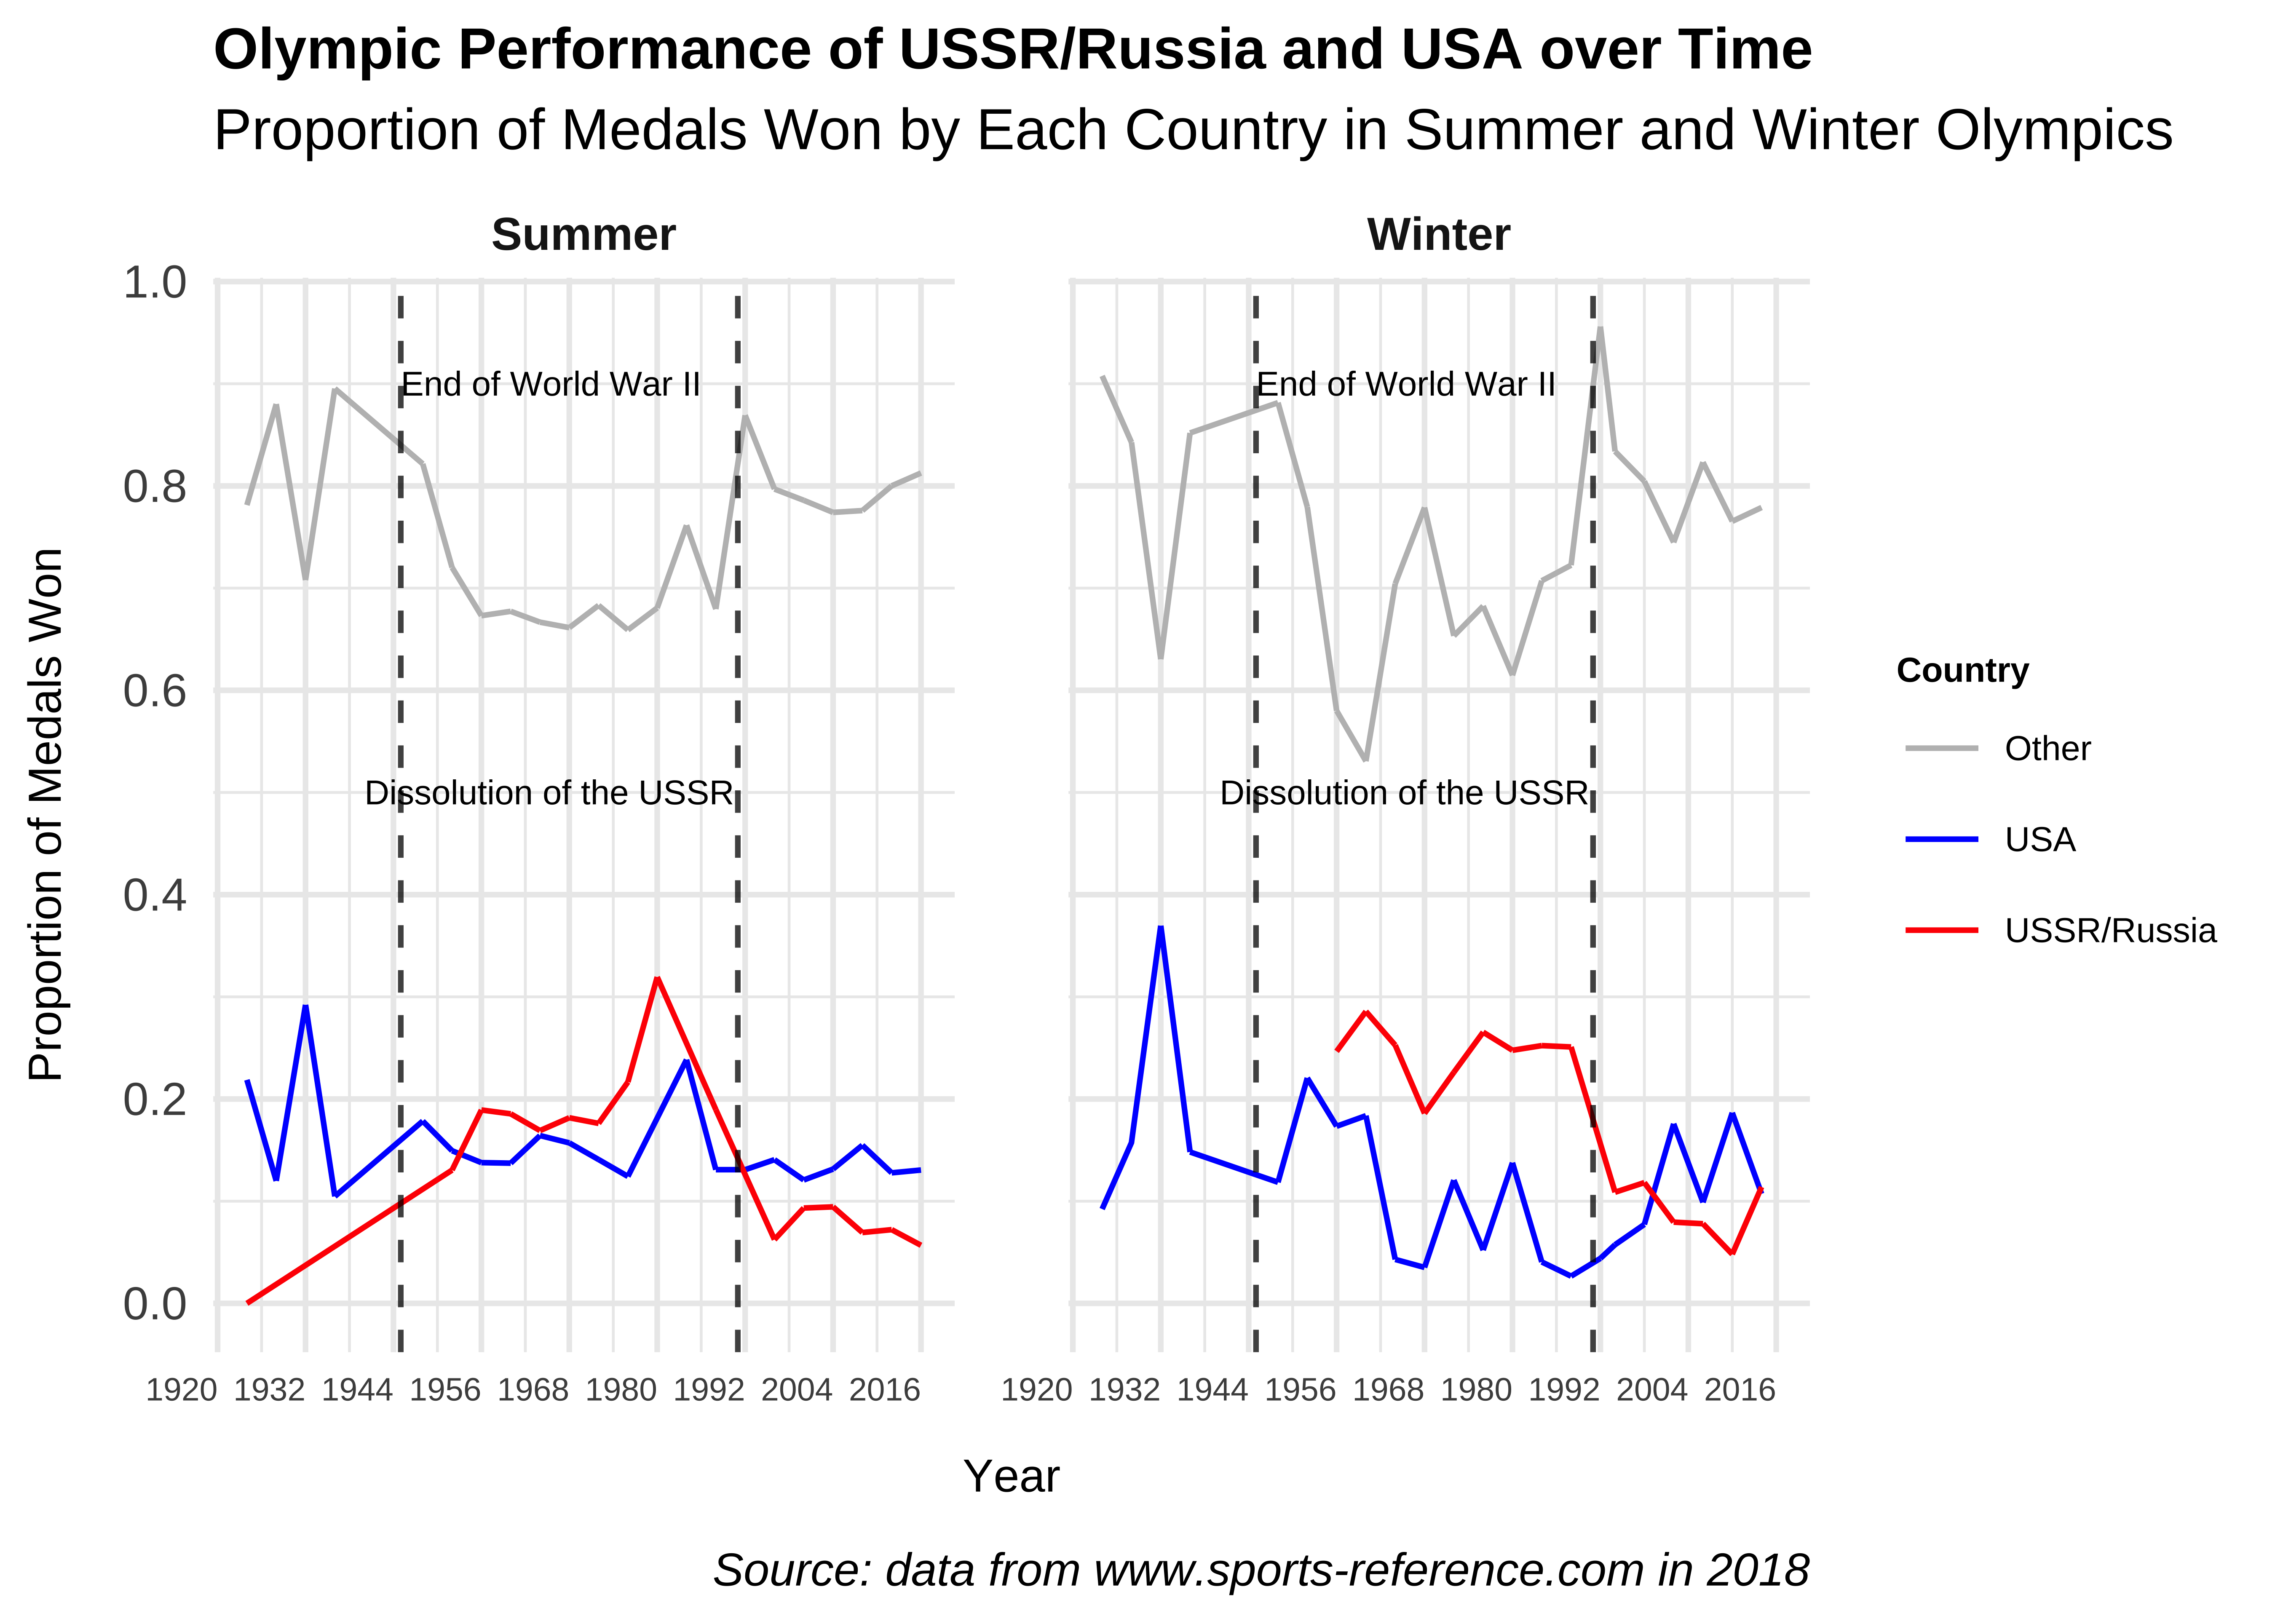 Olympic Performance of USSR/Russia and USA over Time
Proportion of Medals Won by Each Country in Summer and Winter Olympics
Summer
Winter
1.0
0.8
0.6
0.4
0.2
0.0
Proportion of Medals Won
End of World War II
Dissolution of the USSR
End of World War II
Dissolution of the USSR
1920 1932 1944 1956 1968 1980 1992 2004 2016
1920 1932 1944 1956 1968 1980 1992 2004 2016
Year
Country
Other
USA
USSR/Russia
Source: data from www.sports-reference.com in 2018